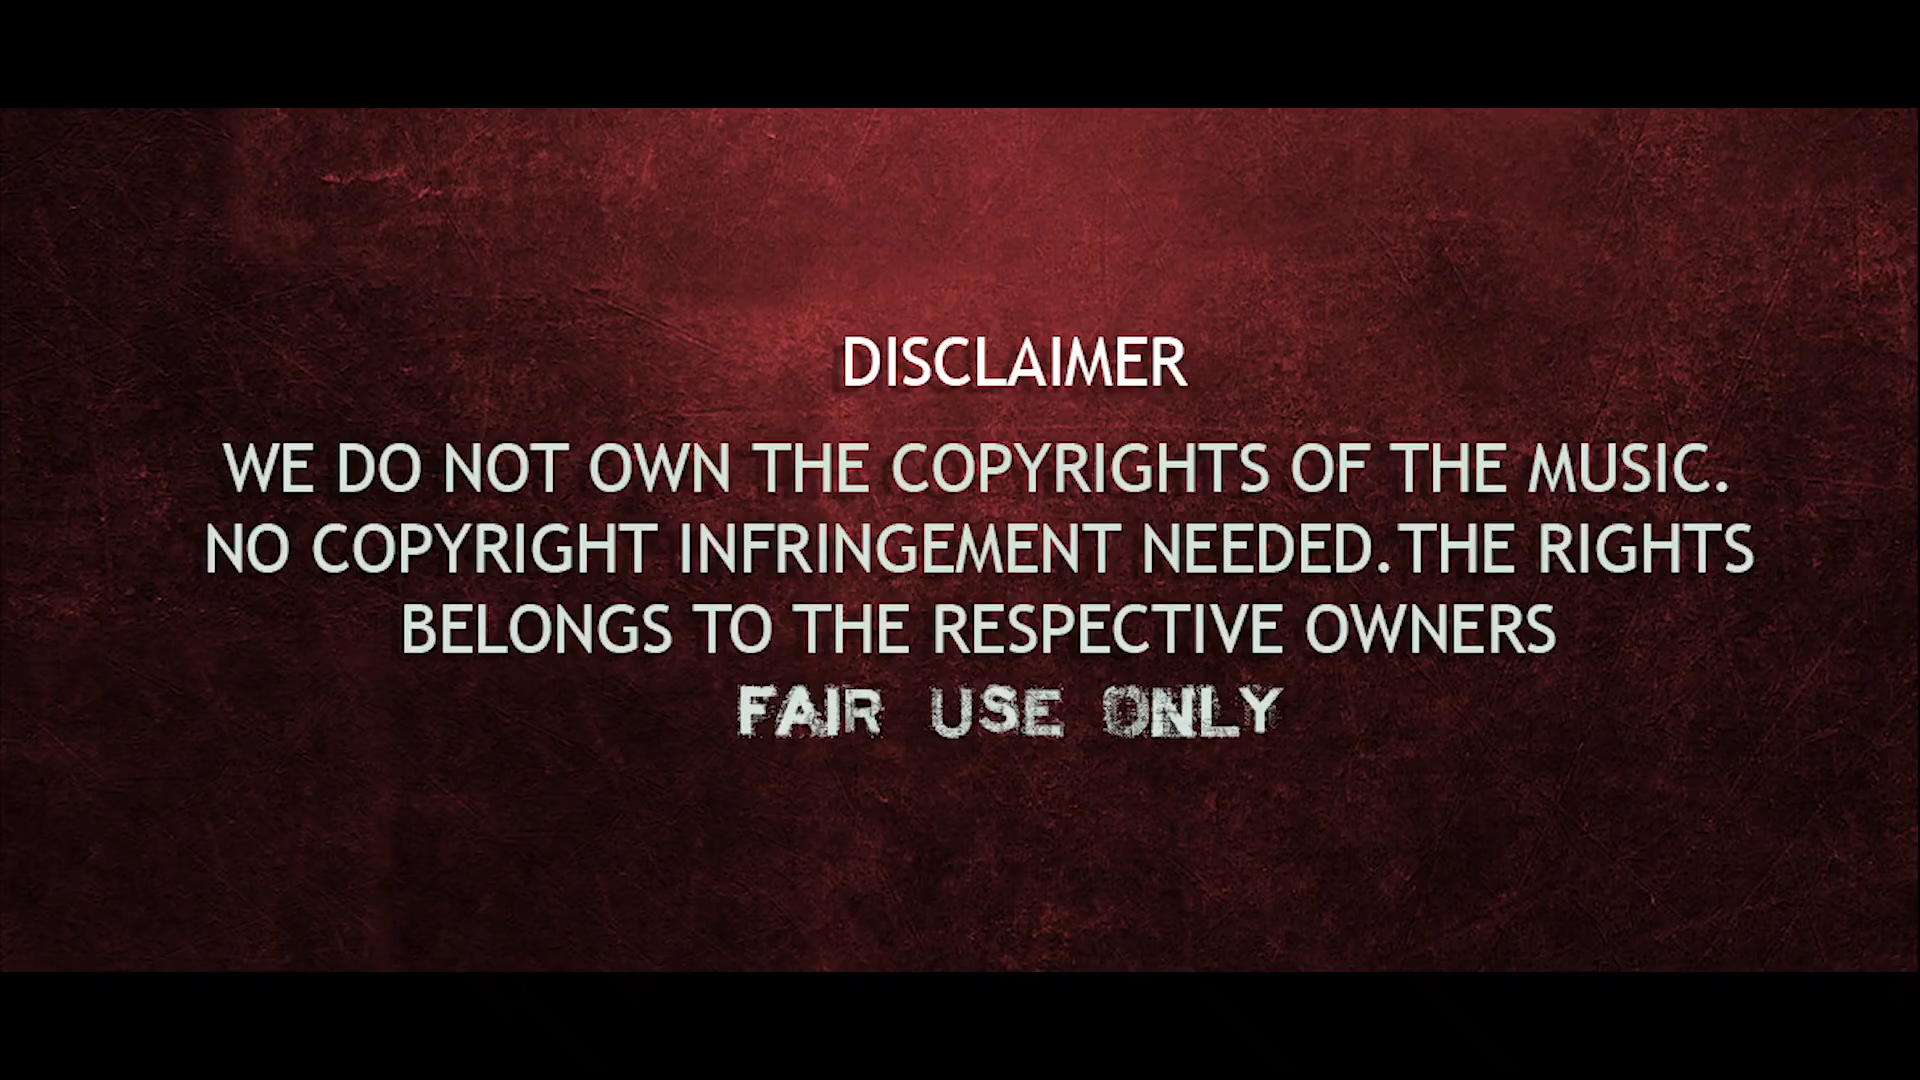 DISCLAIMER
WE DO NOT OWN THE COPYRIGHTS OF THE MUSIC.
NO COPYRIGHT INFRINGEMENT NEEDED.THE RIGHTS
BELONGS TO THE RESPECTIVE OWNERS
FAIR USE ONLY